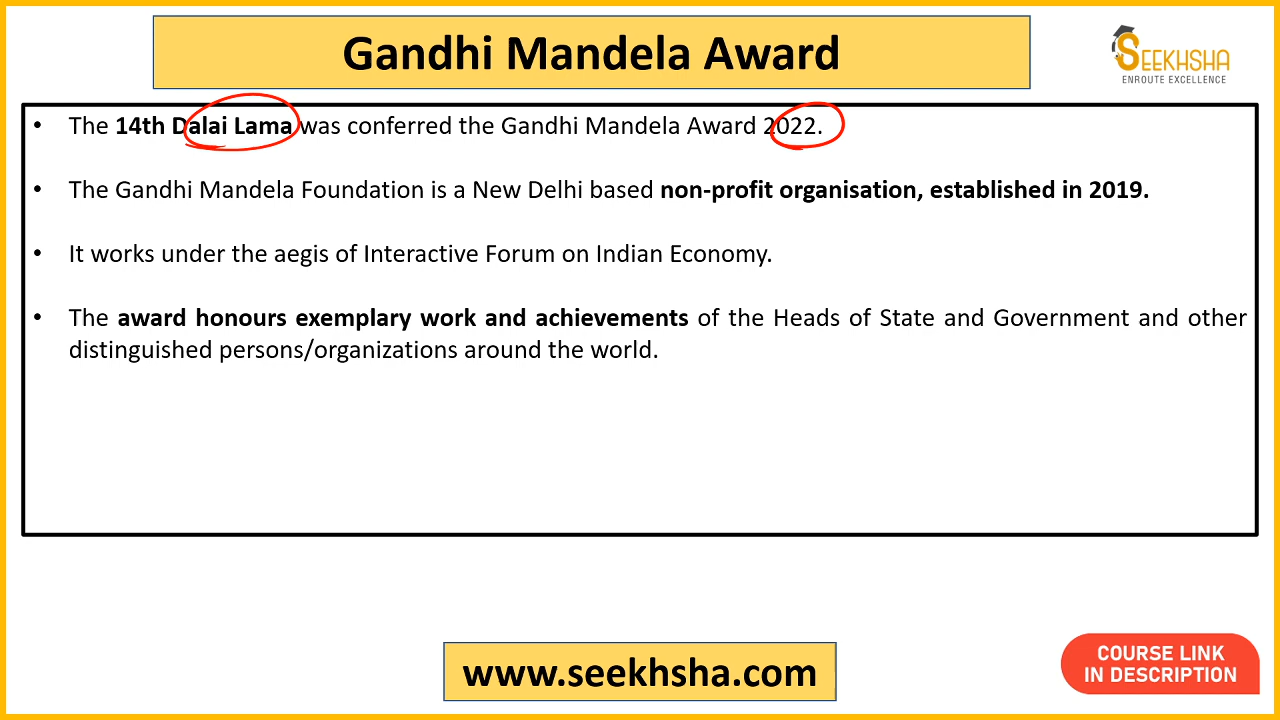 Gandhi Mandela Award
SEEKHSHA
ENROUTE EXCELLENCE
• The 14th Dalai Lama was conferred the Gandhi Mandela Award 2022.
• The Gandhi Mandela Foundation is a New Delhi based non-profit organisation, established in 2019.
• It works under the aegis of Interactive Forum on Indian Economy.
• The award honours exemplary work and achievements of the Heads of State and Government and other
distinguished persons/organizations around the world.
www.seekhsha.com
COURSE LINK
IN DESCRIPTION